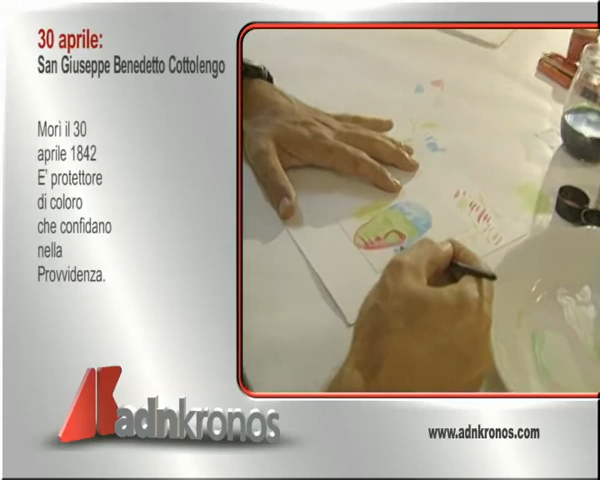 30 aprile:
San Giuseppe Benedetto Cottolengo
Morì il 30
aprile 1842
E' protettore
di coloro
che confidano
nella
Provvidenza.
adnkronos
www.adnkronos.com